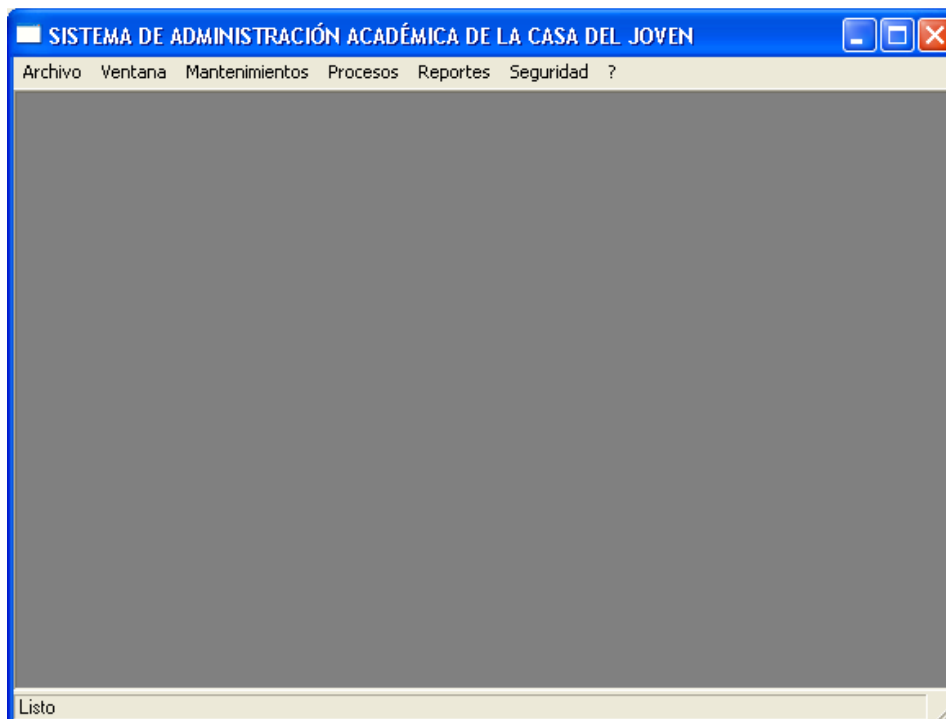 SISTEMA DE ADMINISTRACIÓN ACADÉMICA DE LA CASA DEL JOVEN
Archivo Ventana Mantenimientos Procesos Reportes Seguridad ?
Listo